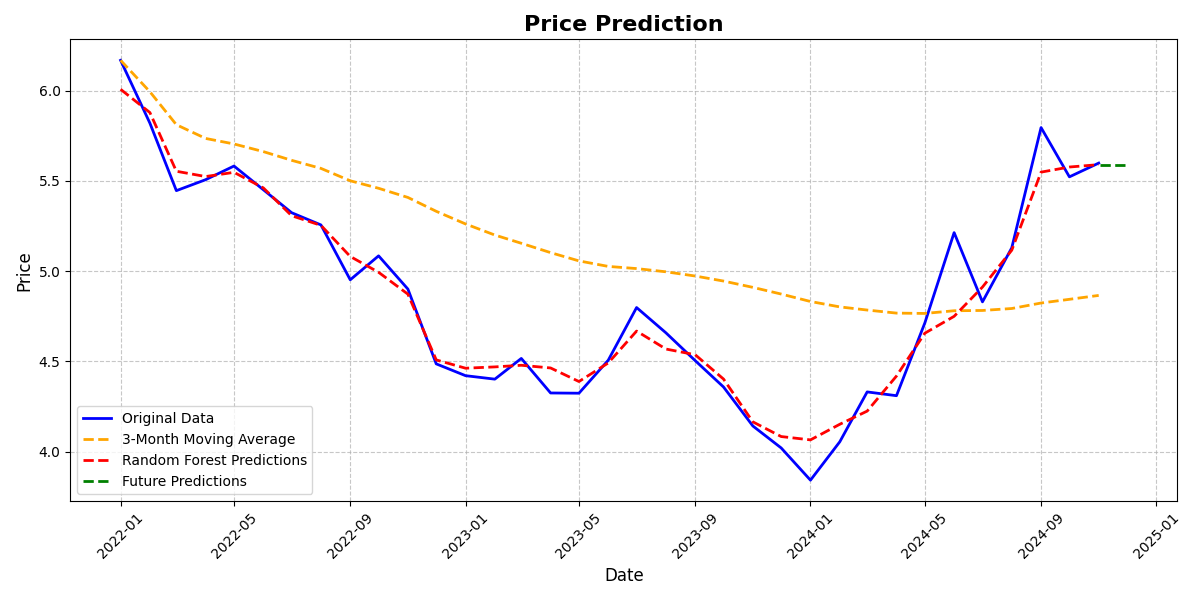 Price Prediction
Price
6.0
5.5
5.0
4.5
4.0
Original Data
3-Month Moving Average
Random Forest Predictions
Future Predictions
2022-01
2022-05
2022-09
2023-01
2023-05
2023-09
2024-01
2024-05
2024-09
2025-01
Date